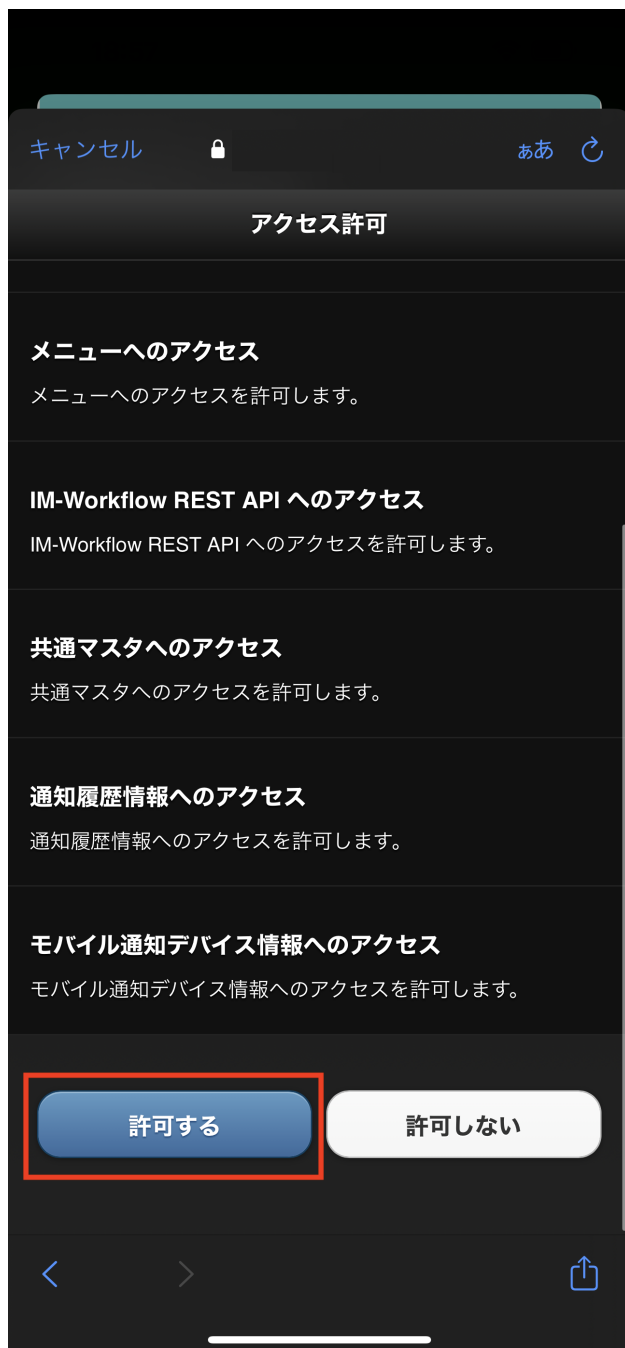 キャンセル
ぁあ
アクセス許可
メニューへのアクセス
メニューへのアクセスを許可します。
IM-Workflow REST API へのアクセス
IM-Workflow REST API へのアクセスを許可します。
共通マスタへのアクセス
共通マスタへのアクセスを許可します。
通知履歴情報へのアクセス
通知履歴情報へのアクセスを許可します。
モバイル通知デバイス情報へのアクセス
モバイル通知デバイス情報へのアクセスを許可します。
許可する
許可しない